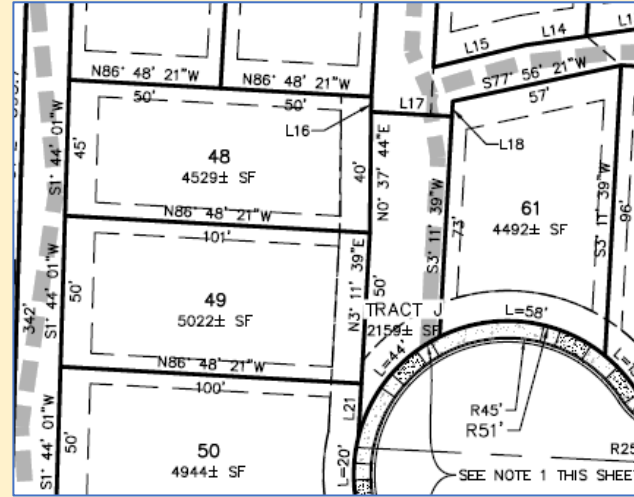 L15
L14
S77° 56' 21"W
57'
N86° 48' 21"W
N86° 48' 21"W
50'
50'
L17
L16
L18
S1° 44' 01"W
45'
48
4529± SF
40'
N0° 37' 44"E
61
4492± SF
73'
S3° 11' 39"W
S3° 11' 39"W
96'
N86° 48' 21"W
101'
S1° 44' 01"W
50'
342'
49
5022± SF
N3° 11' 39"E
50'
TRACT J
2159± SF
L=58'
L=44'
N86° 48' 21"W
100'
L21
R45'
R51'
S1° 44' 01"W
50'
50
4944± SF
L=20'
SEE NOTE 1 THIS SHEE